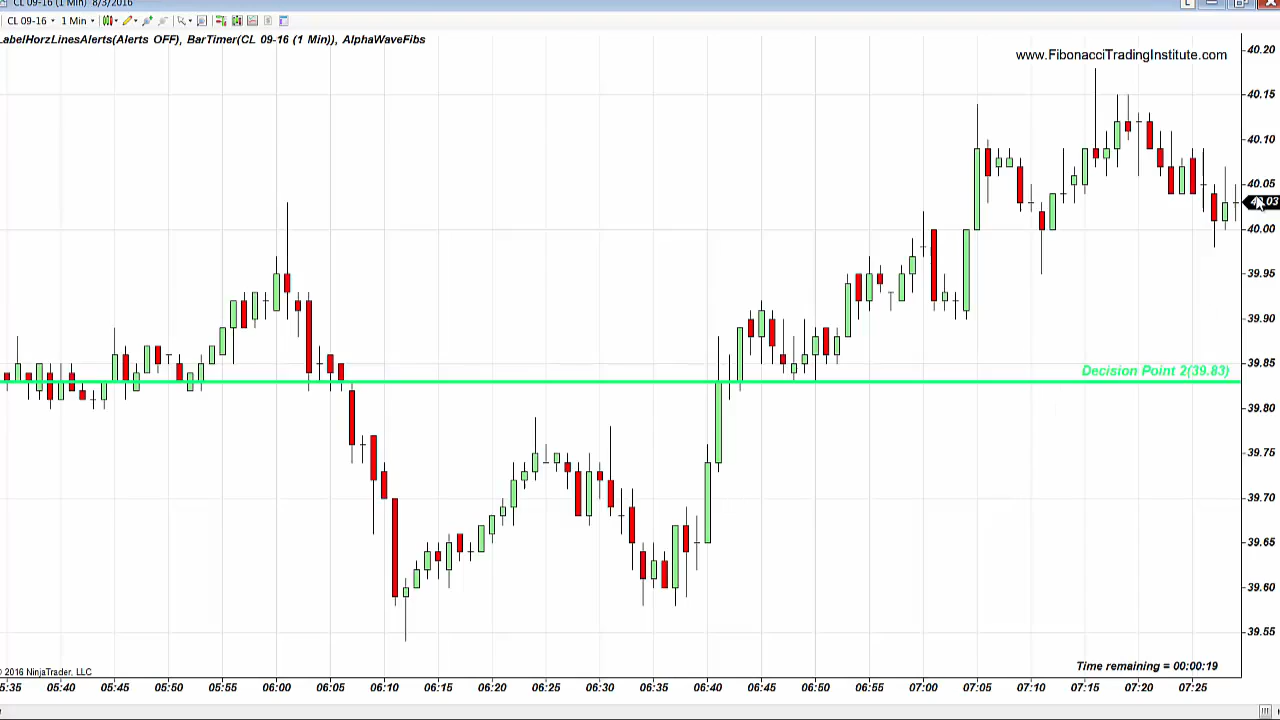 CL 09-16 (1 Min) 8/3/2016
CL 09-16 1 Min
LabelHorzLinesAlerts(Alerts OFF), BarTimer(CL 09-16 (1 Min)), AlphaWaveFibs
www.FibonacciTradingInstitute.com
40.20
40.15
40.10
40.05
40.00
39.95
39.90
39.85
Decision Point 2(39.83)
39.80
39.75
39.70
39.65
39.60
39.55
© 2016 NinjaTrader, LLC
Time remaining = 00:00:19
05:35 05:40 05:45 05:50 05:55 06:00 06:05 06:10 06:15 06:20 06:25 06:30 06:35 06:40 06:45 06:50 06:55 07:00 07:05 07:10 07:15 07:20 07:25